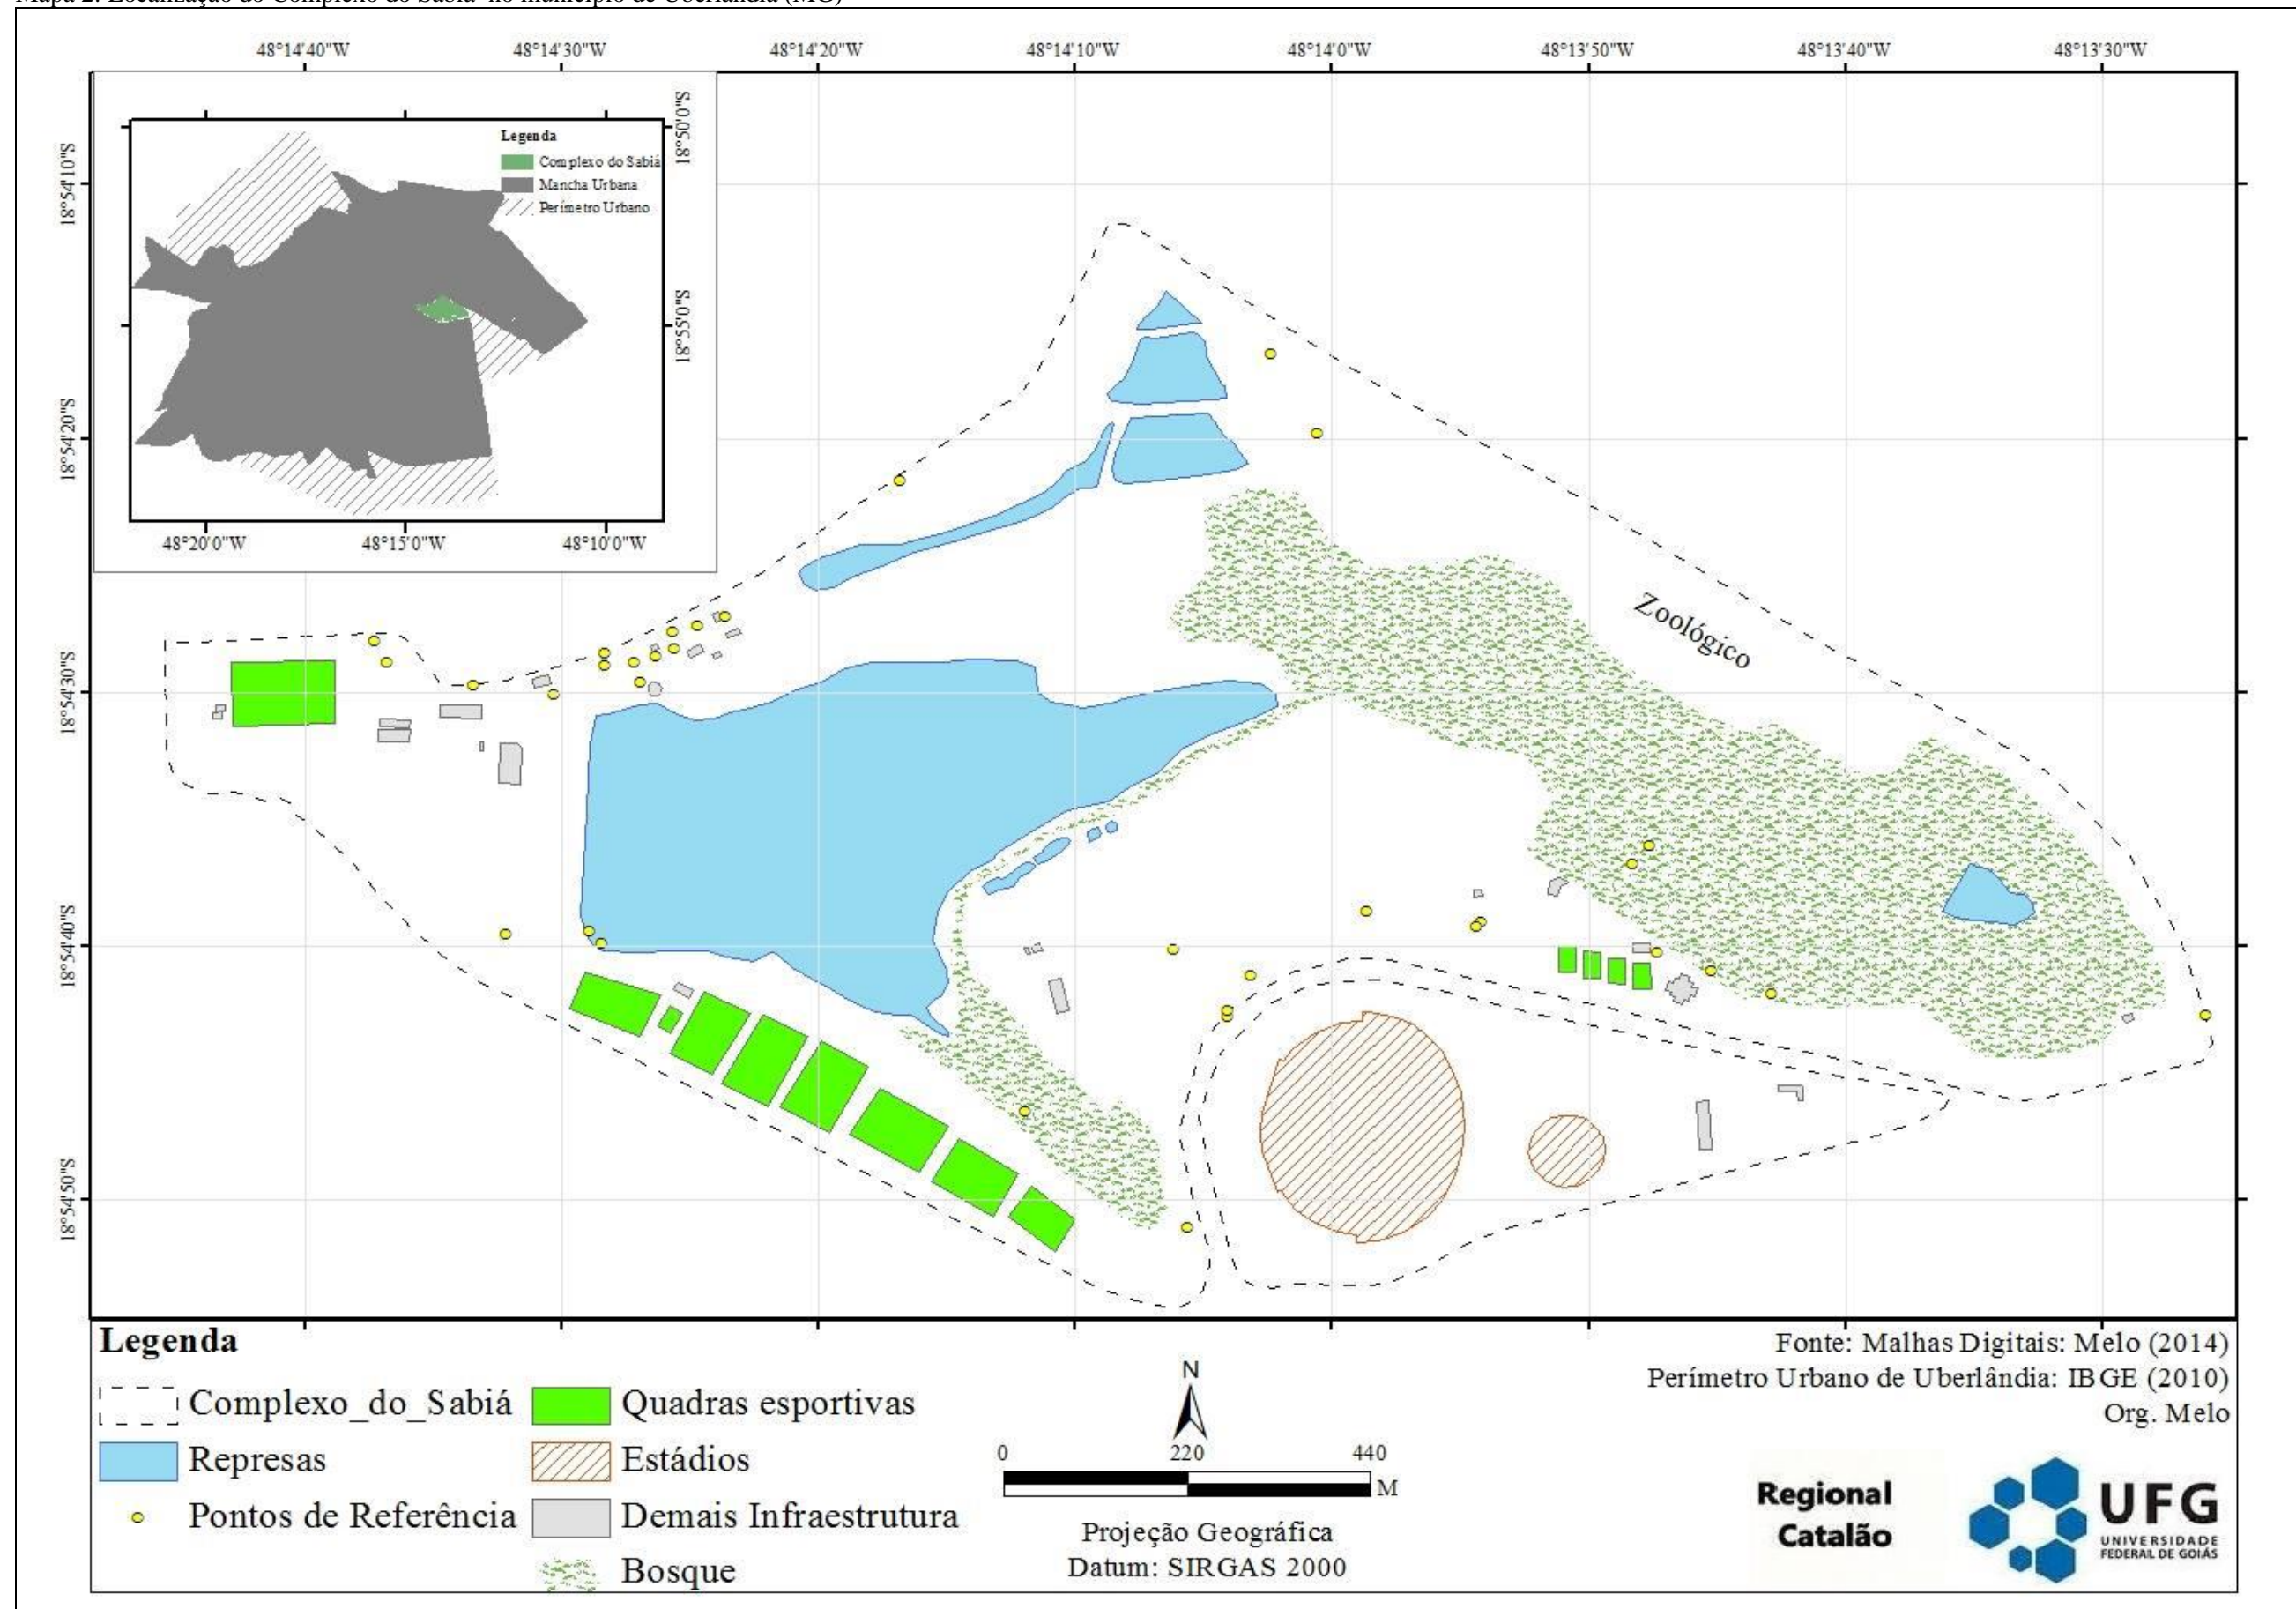 Mapa 2: Localização do Complexo do Sabiá no município de Uberlândia (MG)
48°14'40"W 48°14'30"W 48°14'20"W 48°14'10"W 48°14'0"W 48°13'50"W 48°13'40"W 48°13'30"W
18°54'10"S
18°54'20"S
18°54'30"S
18°54'40"S
18°54'50"S
Legenda
Complexo do Sabiá
Mancha Urbana
Perímetro Urbano
18°50'0"S
18°55'0"S
48°20'0"W 48°15'0"W 48°10'0"W
Zoológico
Legenda
Complexo_do_Sabiá
Represas
Pontos de Referência
Quadras esportivas
Estádios
Demais Infraestrutura
Bosque
N
0 220 440
M
Projeção Geográfica
Datum: SIRGAS 2000
Fonte: Malhas Digitais: Melo (2014)
Perímetro Urbano de Uberlândia: IBGE (2010)
Org. Melo
Regional
Catalão
UFG
UNIVERSIDADE
FEDERAL DE GOIÁS